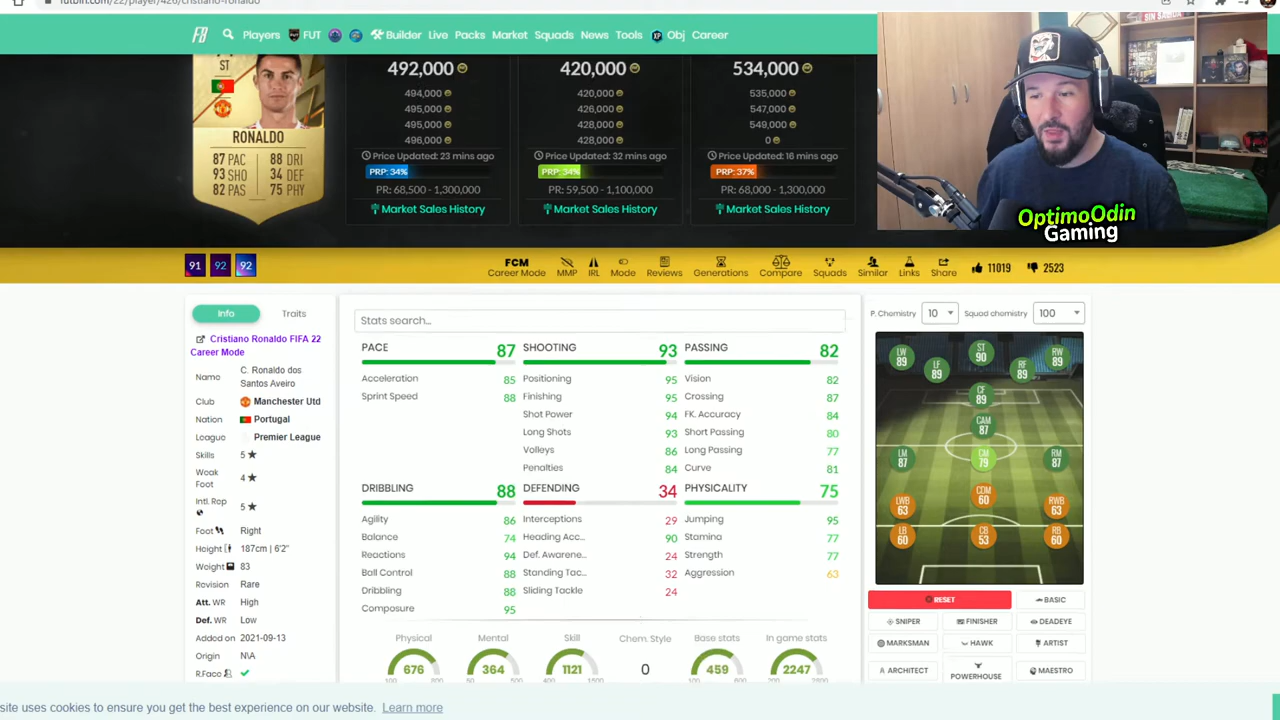 futbin.com/22/player/426/cristiano-ronaldo
FB Players FUT Builder Live Packs Market Squads News Tools XP Obj Career
SIN SABIDA
ST
RONALDO
87 PAC 88 DRI
93 SHO 34 DEF
82 PAS 75 PHY
492,000
494,000
495,000
495,000
496,000
Price Updated: 23 mins ago
PRP: 34%
PR: 68,500 - 1,300,000
Market Sales History
420,000
420,000
426,000
428,000
428,000
Price Updated: 32 mins ago
PRP: 34%
PR: 59,500 - 1,100,000
Market Sales History
534,000
535,000
547,000
549,000
0
Price Updated: 16 mins ago
PRP: 37%
PR: 68,000 - 1,300,000
Market Sales History
OptimoOdin
Gaming
91 92 92
FCM
Career Mode MMP IRL Mode Reviews Generations Compare Squads Similar Links Share 11019 2523
Info Traits
Cristiano Ronaldo FIFA 22
Career Mode
Name C. Ronaldo dos
Santos Aveiro
Club Manchester Utd
Nation Portugal
League Premier League
Skills 5
Weak
Foot 4
Intl. Rep 5
Foot Right
Height 187cm | 6'2"
Weight 83
Revision Rare
Att. WR High
Def. WR Low
Added on 2021-09-13
Origin N\A
R.Face
Stats search...
PACE 87
Acceleration 85
Sprint Speed 88
SHOOTING 93
Positioning 95
Finishing 95
Shot Power 94
Long Shots 93
Volleys 86
Penalties 84
PASSING 82
Vision 82
Crossing 87
FK. Accuracy 84
Short Passing 80
Long Passing 77
Curve 81
DRIBBLING 88
Agility 86
Balance 74
Reactions 94
Ball Control 88
Dribbling 88
Composure 95
DEFENDING 34
Interceptions 29
Heading Acc... 90
Def. Awarene... 24
Standing Tac... 32
Sliding Tackle 24
PHYSICALITY 75
Jumping 95
Stamina 77
Strength 77
Aggression 63
Physical Mental Skill Chem. Style Base stats In game stats
676 364 1121 0 459 2247
P. Chemistry 10 Squad chemistry 100
LW
89
LF
89
ST
90
RF
89
RW
89
CF
89
CAM
87
LM
87
CM
79
RM
87
LWB
63
CDM
60
RWB
63
LB
60
CB
53
RB
60
RESET BASIC
SNIPER FINISHER DEADEYE
MARKSMAN HAWK ARTIST
ARCHITECT POWERHOUSE MAESTRO
site uses cookies to ensure you get the best experience on our website. Learn more